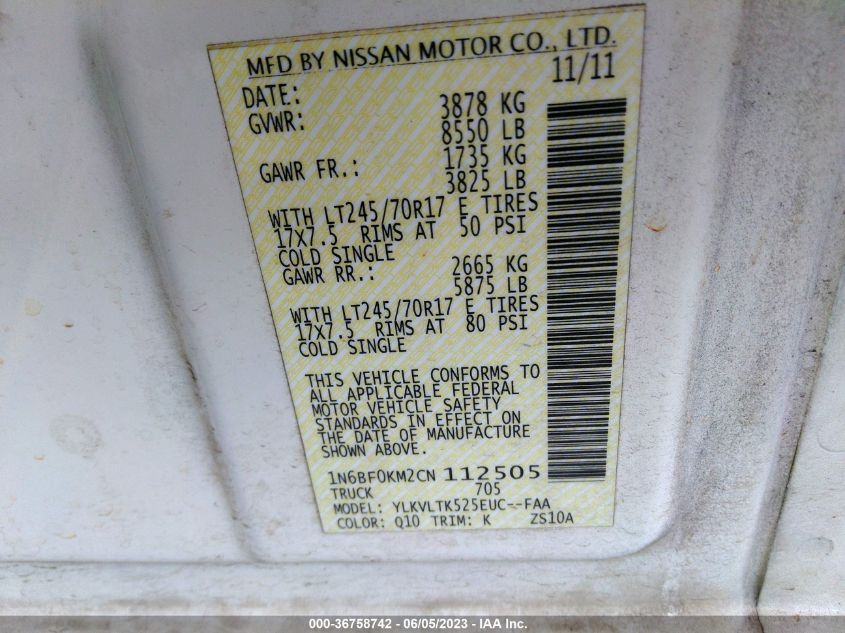 MFD BY NISSAN MOTOR CO., LTD.
DATE: 11/11
GVWR: 3878 KG
8550 LB
GAWR FR.: 1735 KG
3825 LB
WITH LT245/70R17 E TIRES
17X7.5 RIMS AT 50 PSI
COLD SINGLE
GAWR RR.: 2665 KG
5875 LB
WITH LT245/70R17 E TIRES
17X7.5 RIMS AT 80 PSI
COLD SINGLE
THIS VEHICLE CONFORMS TO
ALL APPLICABLE FEDERAL
MOTOR VEHICLE SAFETY
STANDARDS IN EFFECT ON
THE DATE OF MANUFACTURE
SHOWN ABOVE.
1N6BF0KM2CN 112505
TRUCK 705
MODEL: YLKVLTK525EUC--FAA
COLOR: Q10 TRIM: K ZS10A
000-36758742 - 06/05/2023 - IAA Inc.